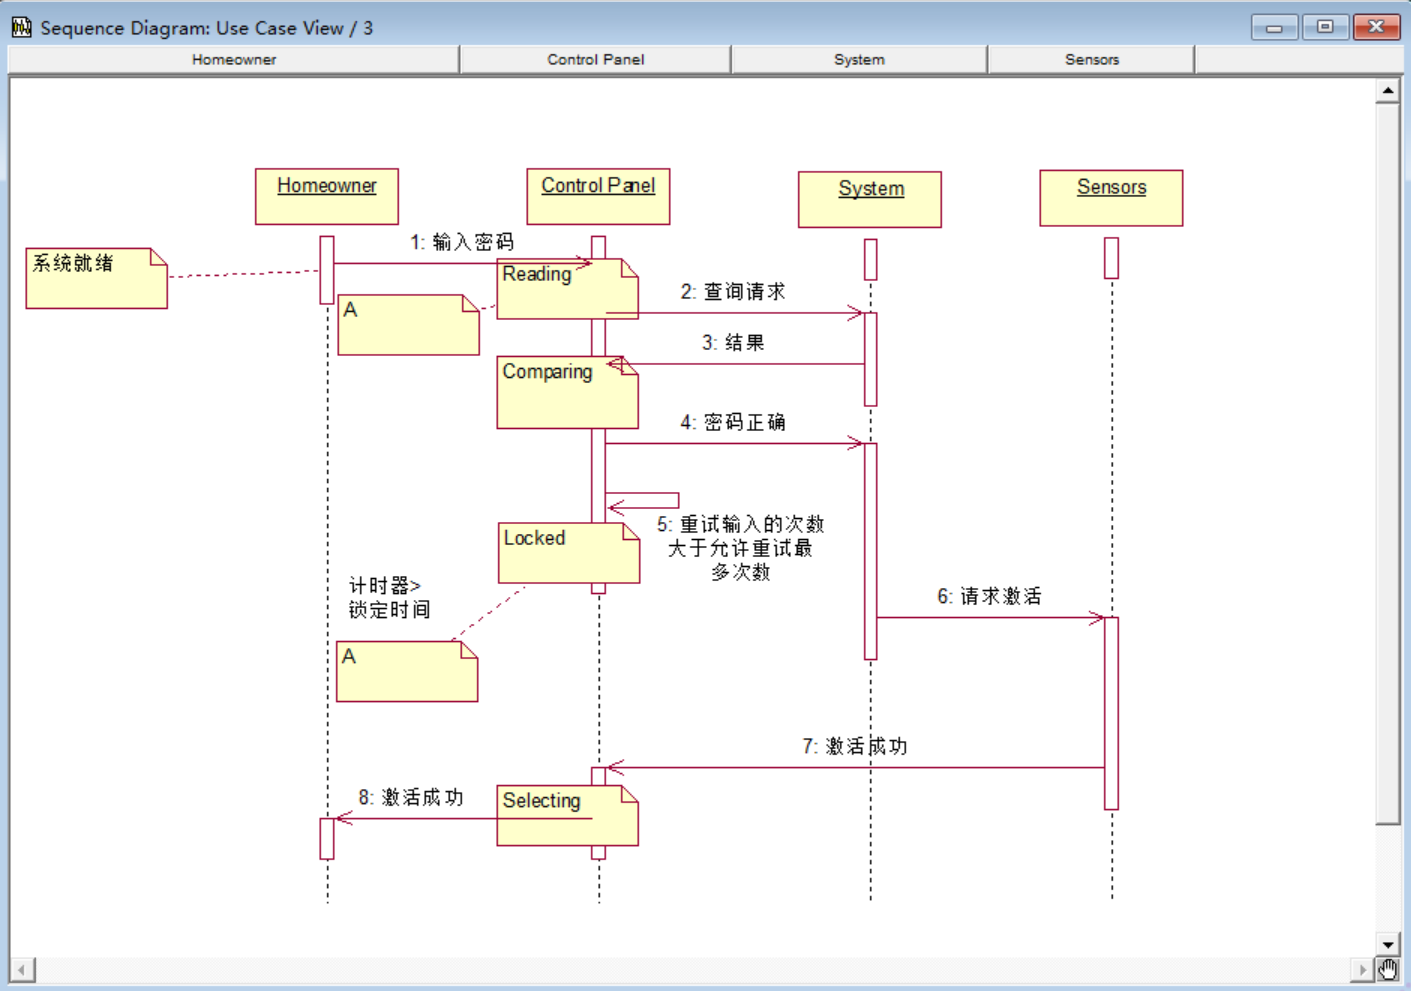 Sequence Diagram: Use Case View / 3
Homeowner
Control Panel
System
Sensors
Homeowner
Control Panel
System
Sensors
1: 输入密码
系统就绪
Reading
A
2: 查询请求
3: 结果
Comparing
4: 密码正确
5: 重试输入的次数
大于允许重试最
多次数
Locked
计时器>
锁定时间
6: 请求激活
A
7: 激活成功
8: 激活成功
Selecting